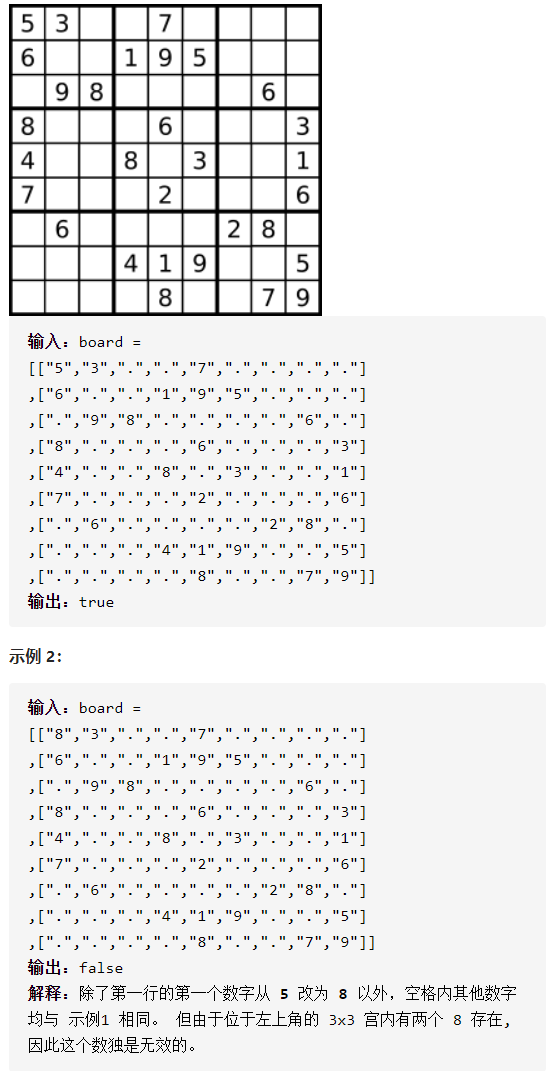 5 3 7
6 1 9 5
9 8 6
8 6 3
4 8 3 1
7 2 6
6 2 8
4 1 9 5
8 7 9
输入：board =
[["5","3",".",".","7",".",".",".","."]
,["6",".",".","1","9","5",".",".","."]
,[".","9","8",".",".",".",".","6","."]
,["8",".",".",".","6",".",".",".","3"]
,["4",".",".","8",".","3",".",".","1"]
,["7",".",".",".","2",".",".",".","6"]
,[".","6",".",".",".",".","2","8","."]
,[".",".",".","4","1","9",".",".","5"]
,[".",".",".",".","8",".",".","7","9"]]
输出：true
示例 2：
输入：board =
[["8","3",".",".","7",".",".",".","."]
,["6",".",".","1","9","5",".",".","."]
,[".","9","8",".",".",".",".","6","."]
,["8",".",".",".","6",".",".",".","3"]
,["4",".",".","8",".","3",".",".","1"]
,["7",".",".",".","2",".",".",".","6"]
,[".","6",".",".",".",".","2","8","."]
,[".",".",".","4","1","9",".",".","5"]
,[".",".",".",".","8",".",".","7","9"]]
输出：false
解释：除了第一行的第一个数字从 5 改为 8 以外，空格内其他数字
均与 示例1 相同。 但由于位于左上角的 3x3 宫内有两个 8 存在,
因此这个数独是无效的。